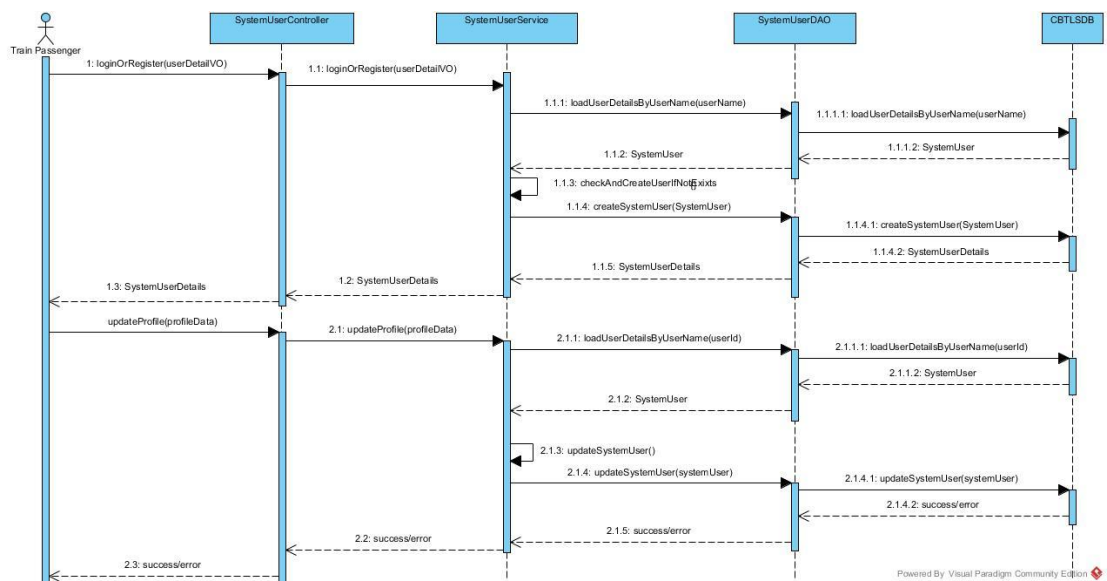 SystemUserController
SystemUserService
SystemUserDAO
CBTLSDB
Train Passenger
1: loginOrRegister(userDetailVO)
1.1: loginOrRegister(userDetailVO)
1.1.1: loadUserDetailsByUserName(userName)
1.1.1.1: loadUserDetailsByUserName(userName)
1.1.1.2: SystemUser
1.1.2: SystemUser
1.1.3: checkAndCreateUserIfNotExixts
1.1.4: createSystemUser(SystemUser)
1.1.4.1: createSystemUser(SystemUser)
1.1.4.2: SystemUserDetails
1.1.5: SystemUserDetails
1.2: SystemUserDetails
1.3: SystemUserDetails
updateProfile(profileData)
2.1: updateProfile(profileData)
2.1.1: loadUserDetailsByUserName(userId)
2.1.1.1: loadUserDetailsByUserName(userId)
2.1.1.2: SystemUser
2.1.2: SystemUser
2.1.3: updateSystemUser()
2.1.4: updateSystemUser(systemUser)
2.1.4.1: updateSystemUser(systemUser)
2.1.4.2: success/error
2.1.5: success/error
2.2: success/error
2.3: success/error
Powered By Visual Paradigm Community Edition